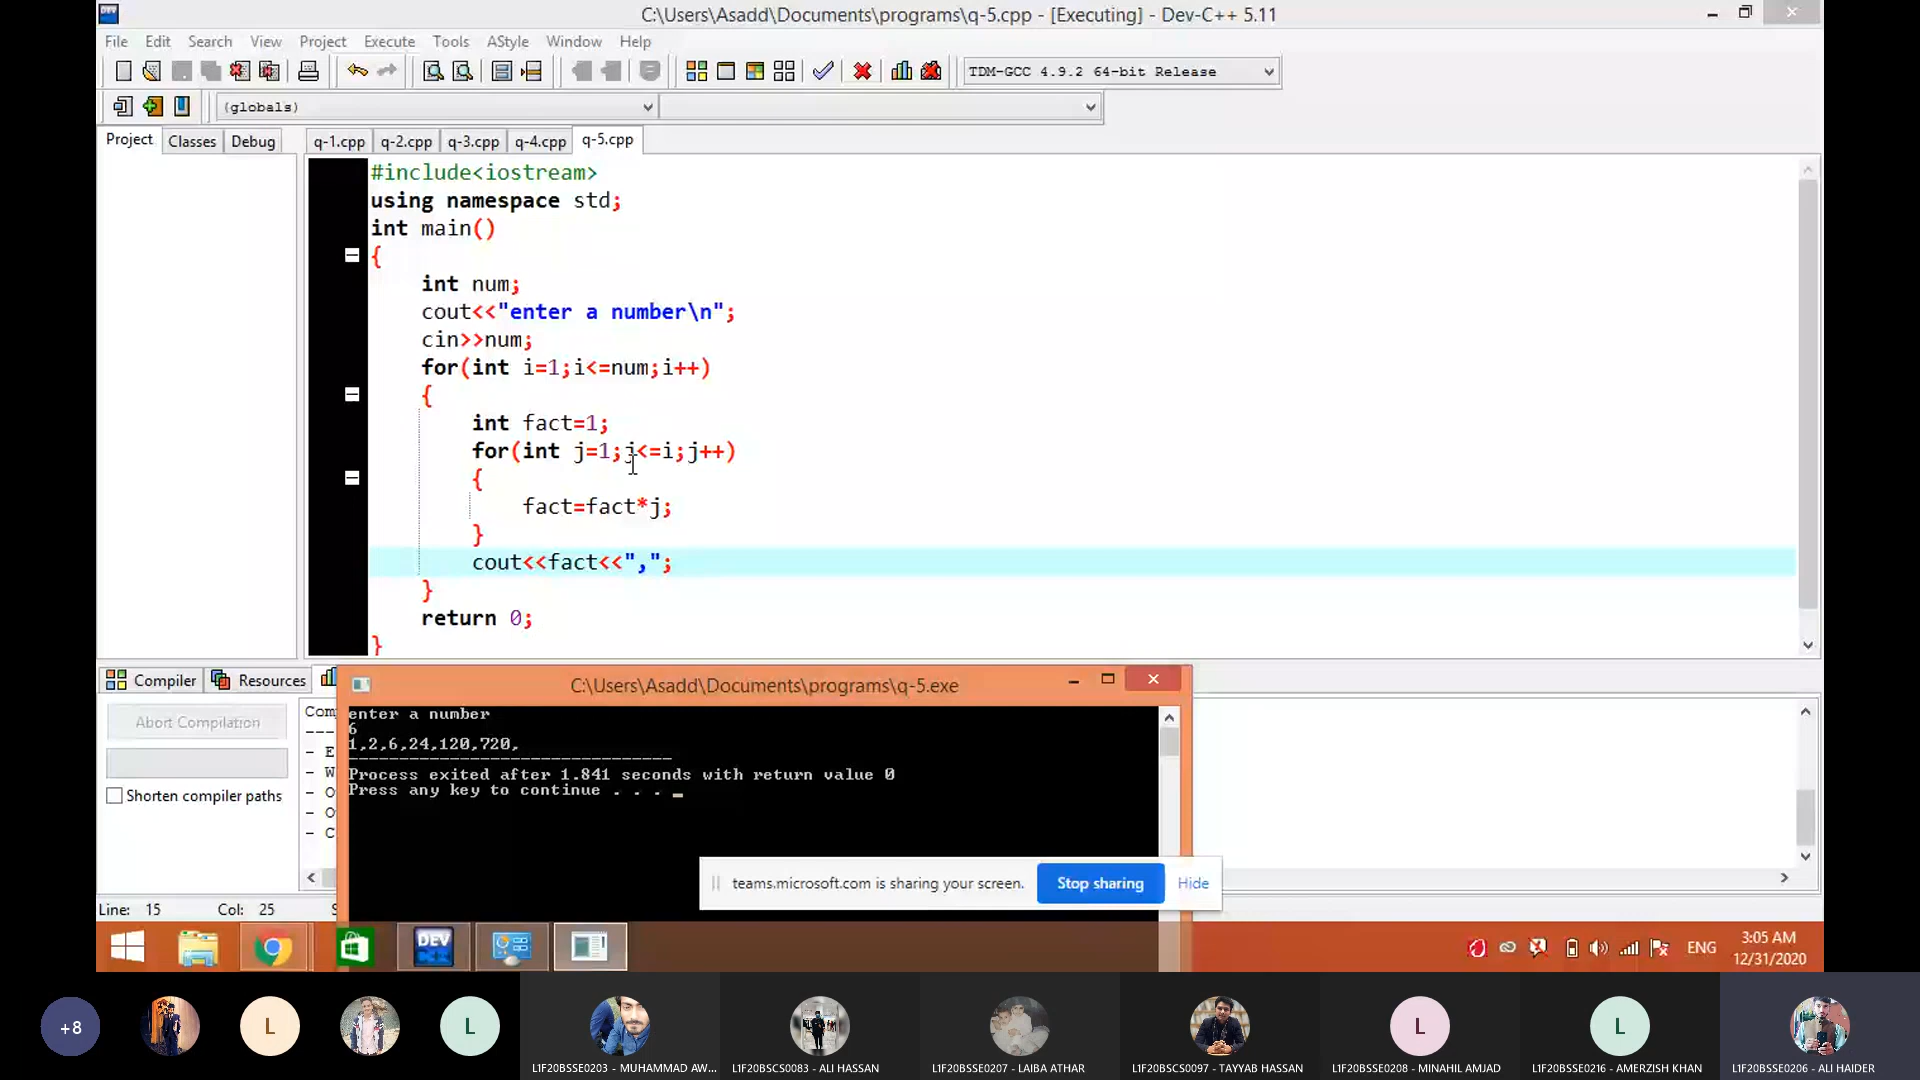 C:\Users\Asadd\Documents\programs\q-5.cpp - [Executing] - Dev-C++ 5.11
File Edit Search View Project Execute Tools AStyle Window Help
TDM-GCC 4.9.2 64-bit Release
(globals)
Project Classes Debug
q-1.cpp q-2.cpp q-3.cpp q-4.cpp q-5.cpp
#include<iostream>
using namespace std;
int main()
{
int num;
cout<<"enter a number\n";
cin>>num;
for(int i=1;i<=num;i++)
{
int fact=1;
for(int j=1;j<=i;j++)
{
fact=fact*j;
}
cout<<fact<<",";
}
return 0;
}
Compiler Resources
Abort Compilation
Shorten compiler paths
Com
- E
- W
- O
- O
- C
C:\Users\Asadd\Documents\programs\q-5.exe
enter a number
6
1,2,6,24,120,720,
--------------------------------
Process exited after 1.841 seconds with return value 0
Press any key to continue . . . _
teams.microsoft.com is sharing your screen. Stop sharing Hide
Line: 15 Col: 25 S
DEV
ENG
3:05 AM
12/31/2020
+8
L
L
L
L
L1F20BSSE0203 - MUHAMMAD AW...
L1F20BSCS0083 - ALI HASSAN
L1F20BSSE0207 - LAIBA ATHAR
L1F20BSCS0097 - TAYYAB HASSAN
L1F20BSSE0208 - MINAHIL AMJAD
L1F20BSSE0216 - AMERZISH KHAN
L1F20BSSE0206 - ALI HAIDER